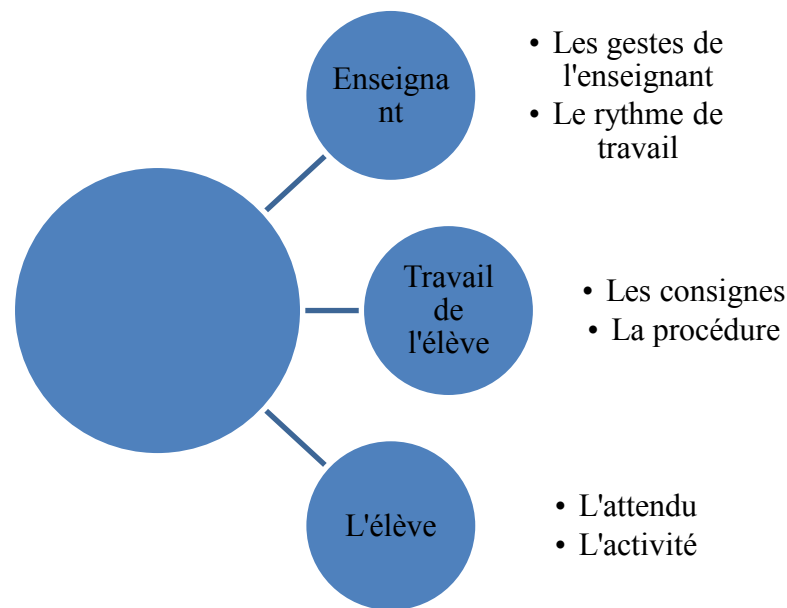 Enseigna
nt
• Les gestes de
l'enseignant
• Le rythme de
travail
Travail
de
l'élève
• Les consignes
• La procédure
L'élève
• L'attendu
• L'activité